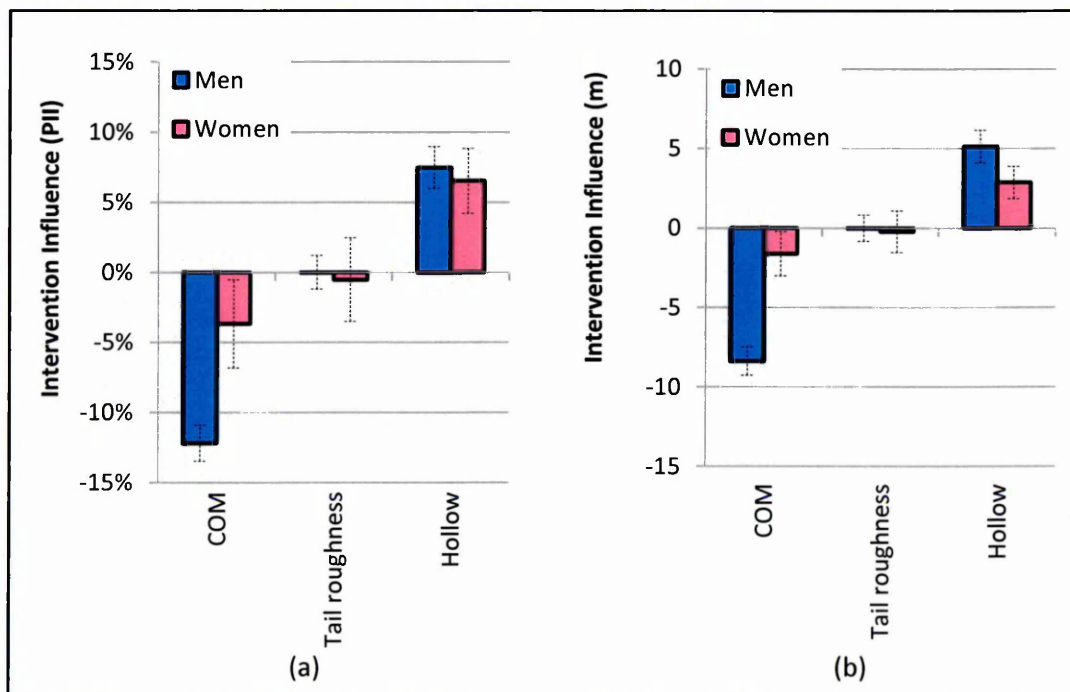 Intervention Influence (PII)
15%
10%
5%
0%
-5%
-10%
-15%
Men
Women
COM
Tail roughness
Hollow
(a)
Intervention Influence (m)
10
5
0
-5
-10
-15
Men
Women
COM
Tail roughness
Hollow
(b)